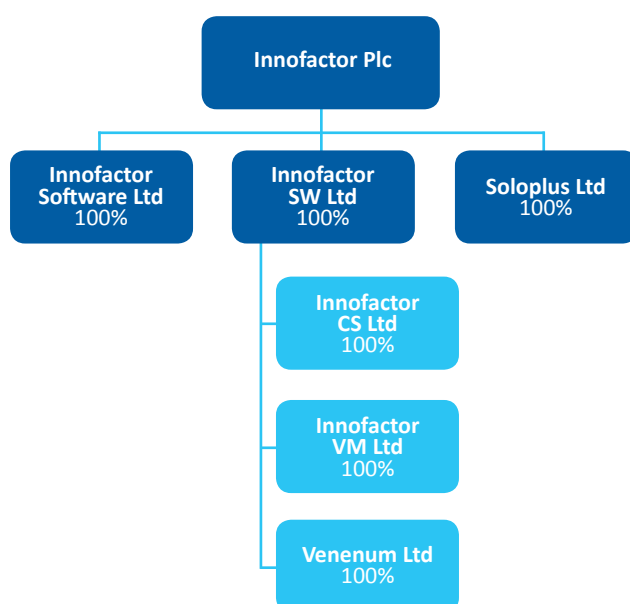 Innofactor Plc
Innofactor
Software Ltd
100%
Innofactor
SW Ltd
100%
Soloplus Ltd
100%
Innofactor
CS Ltd
100%
Innofactor
VM Ltd
100%
Venenum Ltd
100%